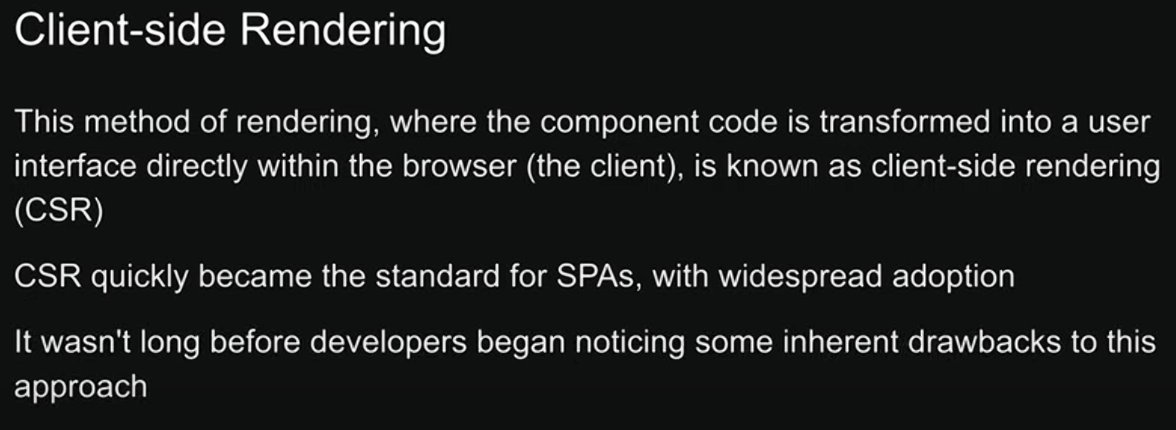 Client-side Rendering
This method of rendering, where the component code is transformed into a user
interface directly within the browser (the client), is known as client-side rendering
(CSR)
CSR quickly became the standard for SPAs, with widespread adoption
It wasn't long before developers began noticing some inherent drawbacks to this
approach